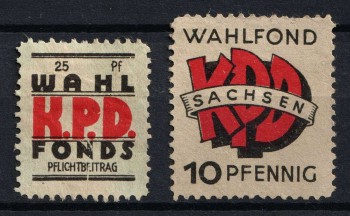 25 Pf
WAHL
K.P.D.
FONDS
PFLICHTBEITRAG
WAHLFOND
KPD
SACHSEN
10 PFENNIG